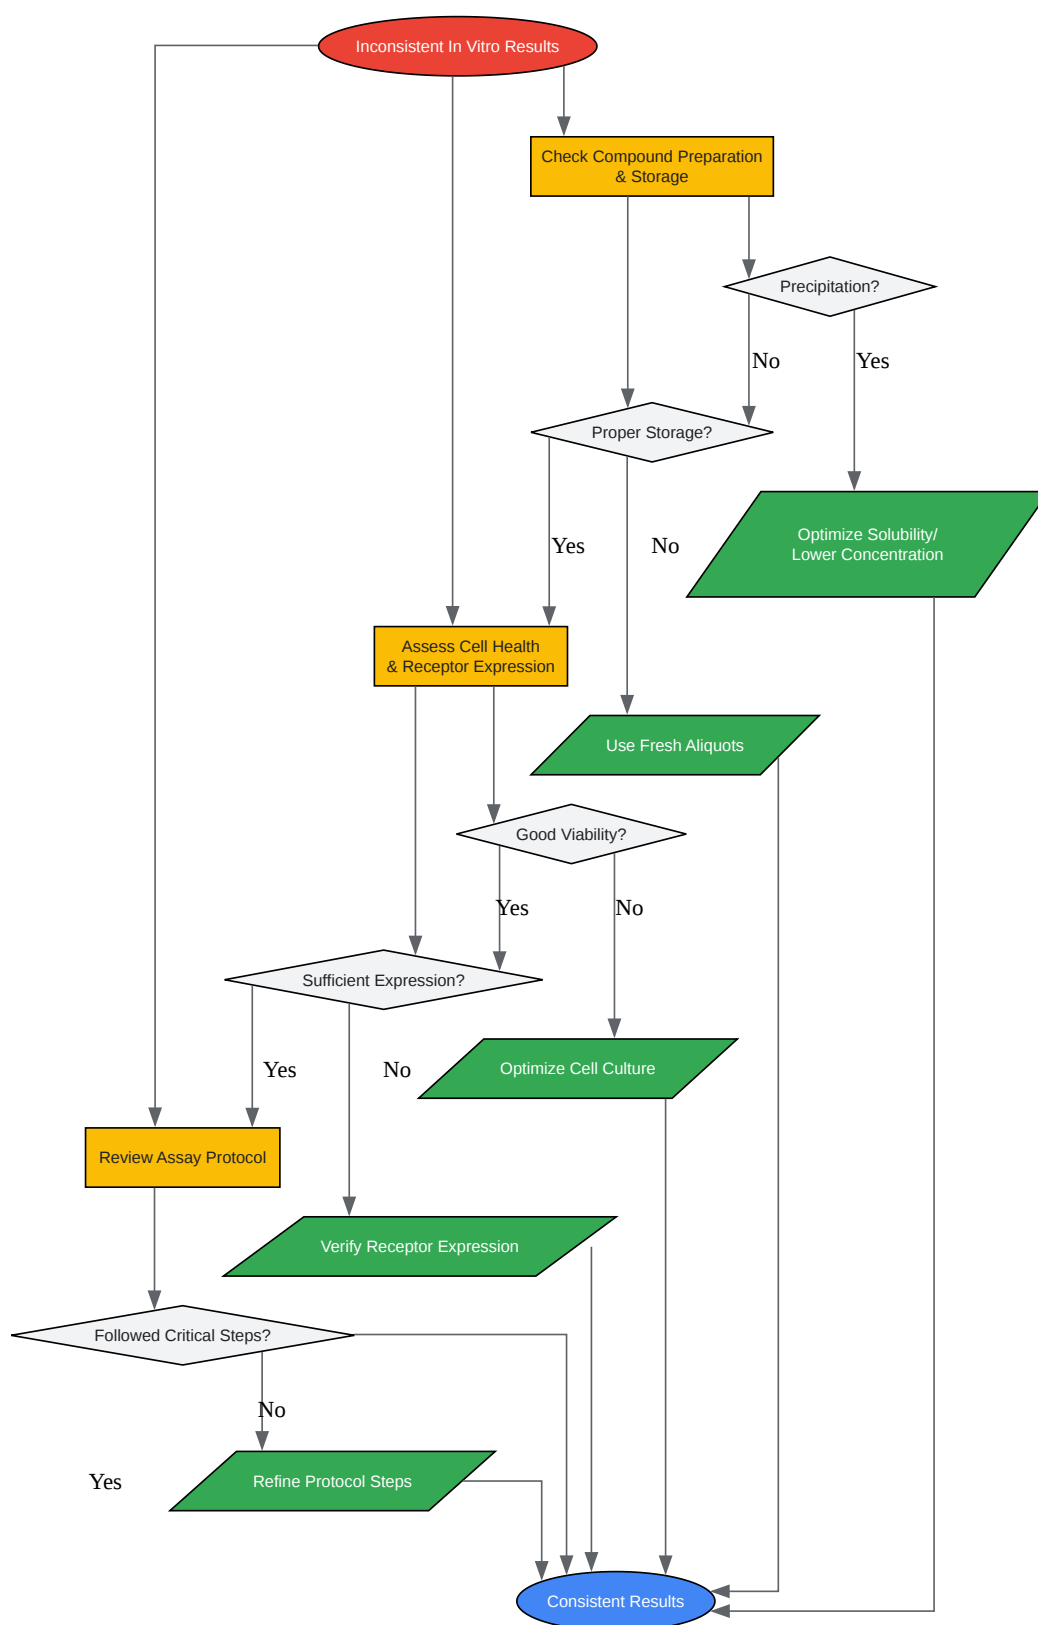 Inconsistent In Vitro Results
Check Compound Preparation
& Storage
Precipitation?
No
Yes
Proper Storage?
Optimize Solubility/
Lower Concentration
Yes
No
Assess Cell Health
& Receptor Expression
Use Fresh Aliquots
Good Viability?
Yes
No
Sufficient Expression?
Yes
No
Optimize Cell Culture
Review Assay Protocol
Verify Receptor Expression
Followed Critical Steps?
No
Yes
Refine Protocol Steps
Consistent Results